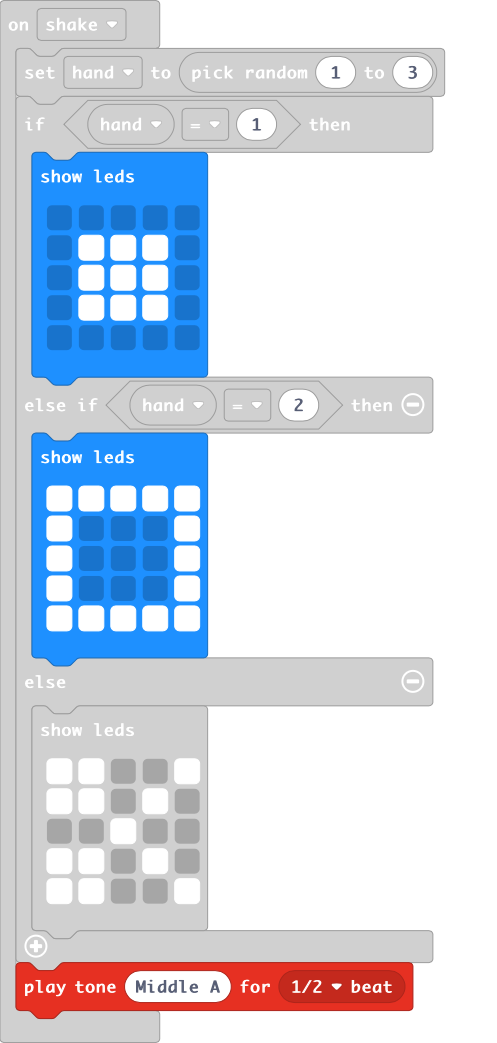 on shake
set hand to pick random 1 to 3
if hand = 1 then
show leds
else if hand = 2 then
show leds
else
show leds
play tone Middle A for 1/2 beat